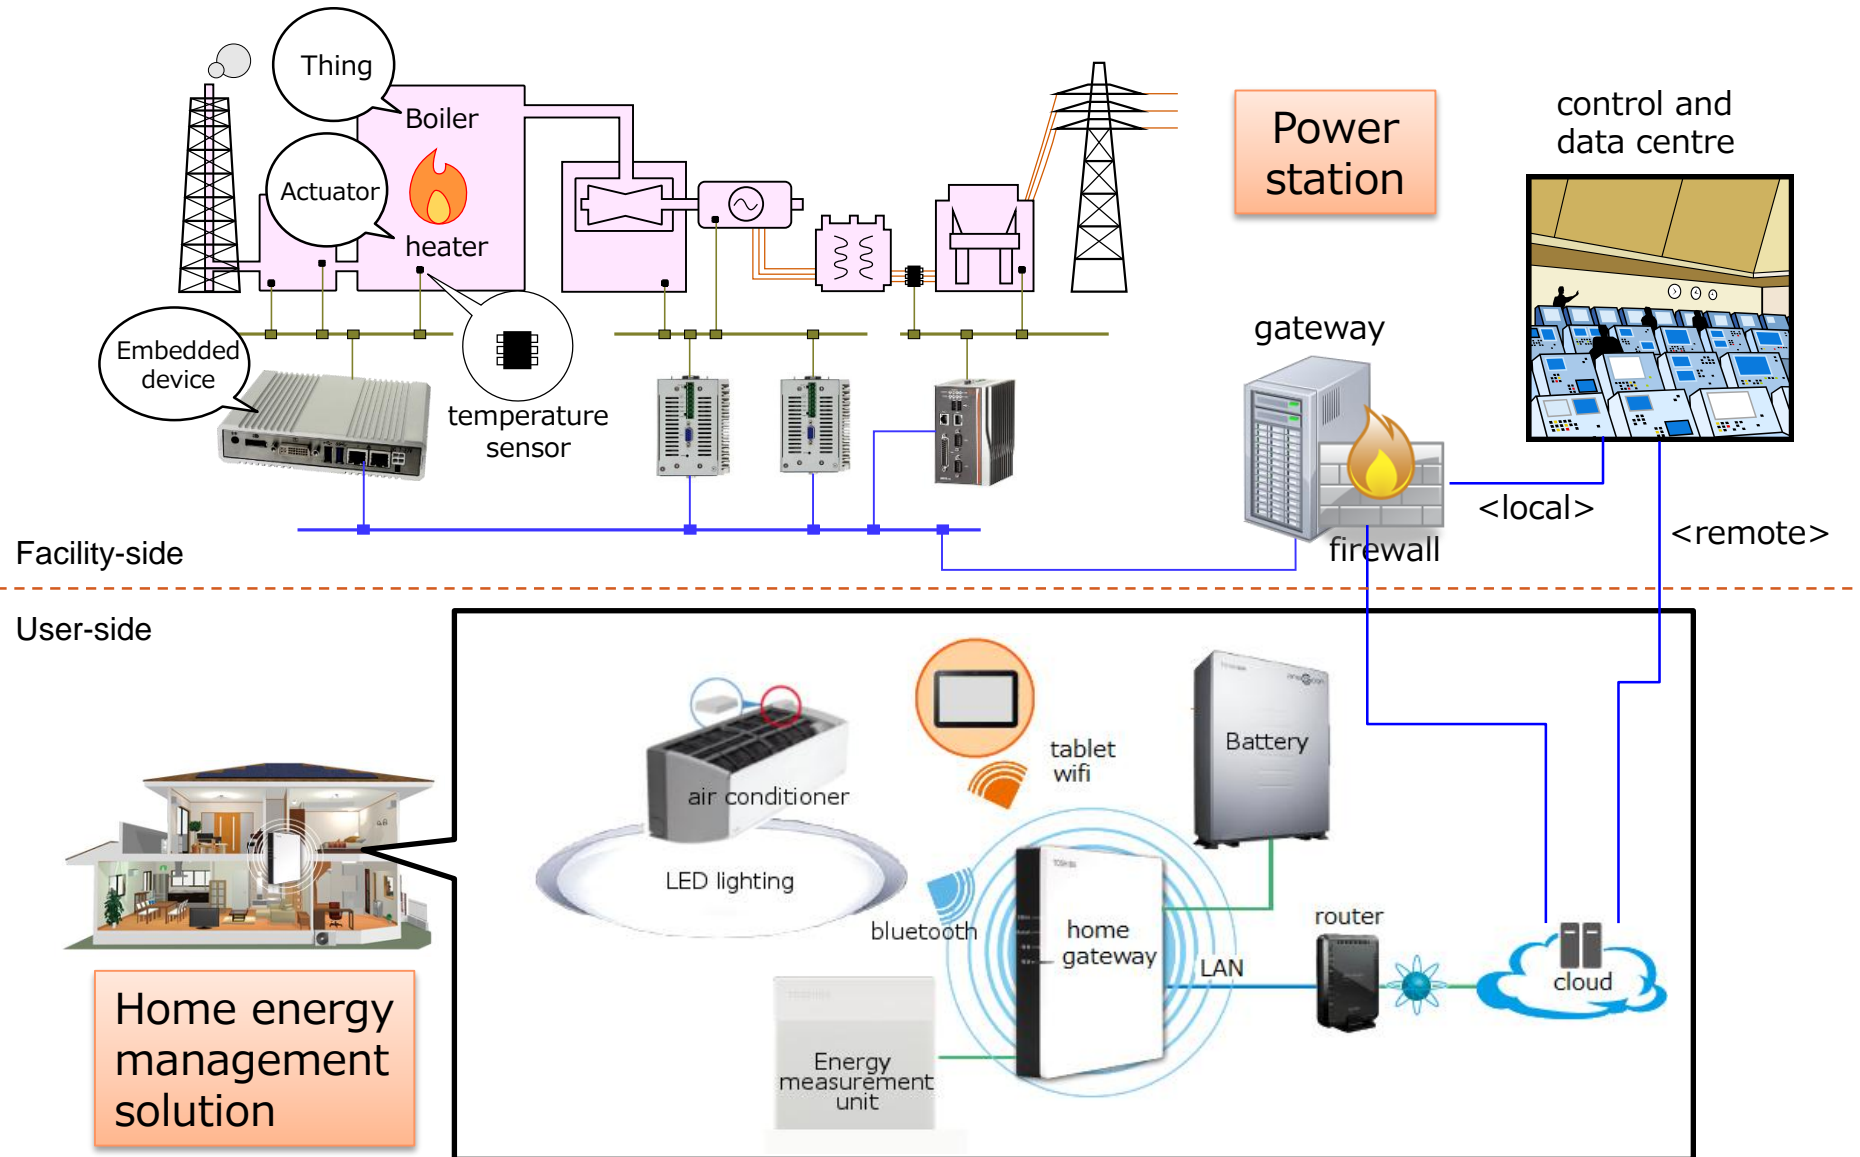 Thing
Boiler
Actuator
heater
Power
station
control and
data centre
Embedded
device
temperature
sensor
gateway
firewall
<local>
<remote>
Facility-side
User-side
air conditioner
LED lighting
tablet
wifi
Battery
bluetooth
home
gateway
LAN
router
cloud
TOSHIBA
Energy
measurement
unit
Home energy
management
solution